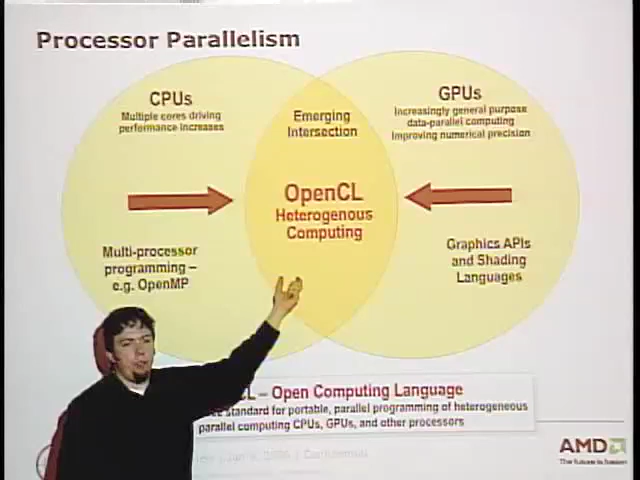 Processor Parallelism
CPUs
Multiple cores driving
performance increases
Emerging
Intersection
GPUs
Increasingly general purpose
data-parallel computing
Improving numerical precision
OpenCL
Heterogenous
Computing
Multi-processor
programming –
e.g. OpenMP
Graphics APIs
and Shading
Languages
CL – Open Computing Language
standard for portable, parallel programming of heterogeneous
parallel computing CPUs, GPUs, and other processors
Confidential
AMD
The future is fusion